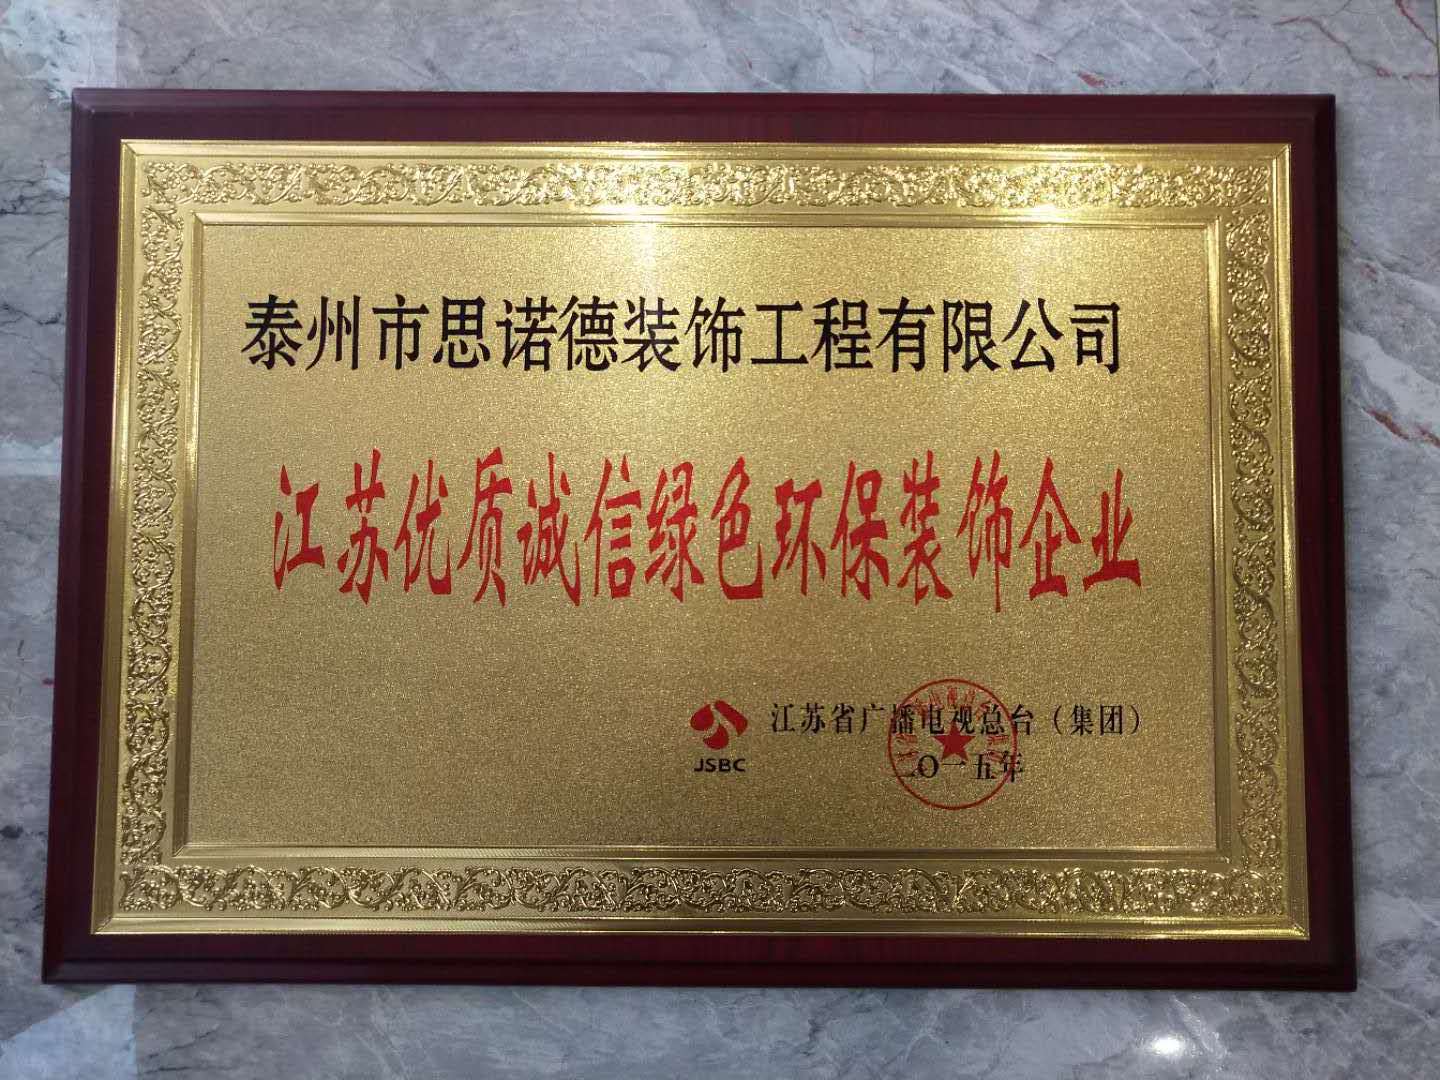 泰州市思诺德装饰工程有限公司
江苏优质诚信绿色环保装饰企业
JSBC
江苏省广播电视总台（集团）
二〇一五年